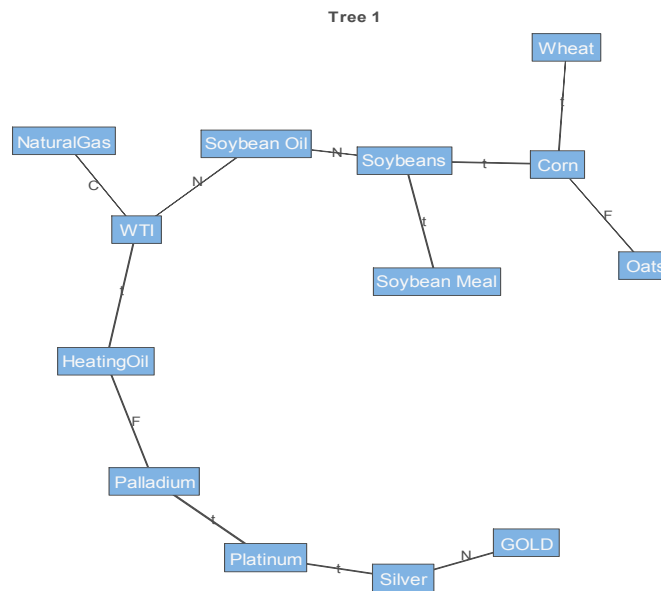 Tree 1
Wheat
NaturalGas
Soybean Oil
N
Soybeans
t
t
Corn
C
N
WTI
t
F
Oats
Soybean Meal
t
HeatingOil
F
Palladium
t
Platinum
t
Silver
N
GOLD